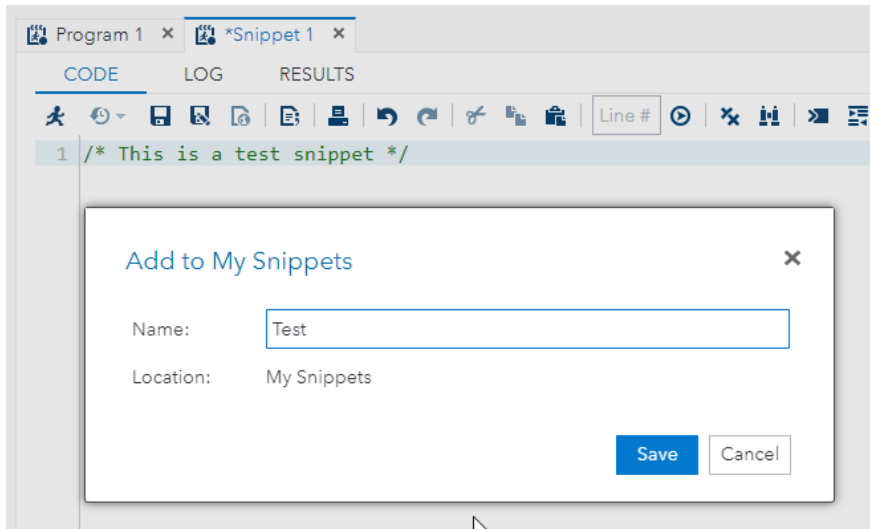 Program 1 *Snippet 1
CODE LOG RESULTS
Line #
1 /* This is a test snippet */
Add to My Snippets
Name: Test
Location: My Snippets
Save Cancel